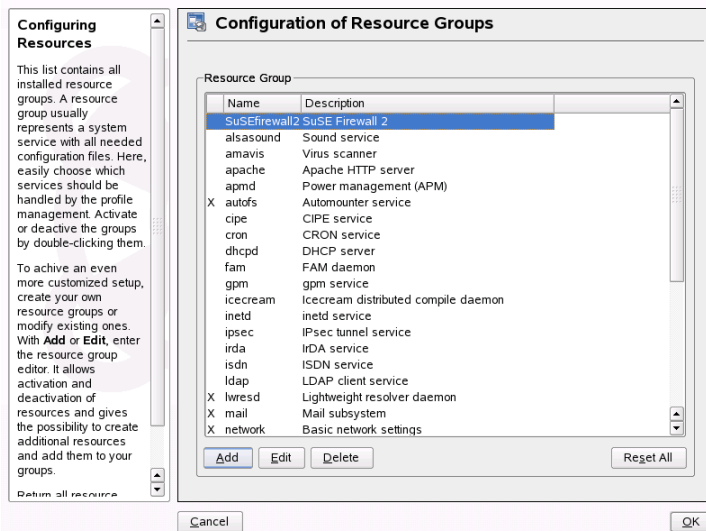 Configuring
Resources
This list contains all
installed resource
groups. A resource
group usually
represents a system
service with all needed
configuration files. Here,
easily choose which
services should be
handled by the profile
management. Activate
or deactive the groups
by double-clicking them.
To achive an even
more customized setup,
create your own
resource groups or
modify existing ones.
With Add or Edit, enter
the resource group
editor. It allows
activation and
deactivation of
resources and gives
the possibility to create
additional resources
and add them to your
groups.
Return all resource
Configuration of Resource Groups
Resource Group
Name Description
SuSEfirewall2 SuSE Firewall 2
alsasound Sound service
amavis Virus scanner
apache Apache HTTP server
apmd Power management (APM)
X autofs Automounter service
cipe CIPE service
cron CRON service
dhcpd DHCP server
fam FAM daemon
gpm gpm service
icecream Icecream distributed compile daemon
inetd inetd service
ipsec IPsec tunnel service
irda IrDA service
isdn ISDN service
ldap LDAP client service
X lwresd Lightweight resolver daemon
X mail Mail subsystem
X network Basic network settings
Add Edit Delete Reset All
Cancel OK